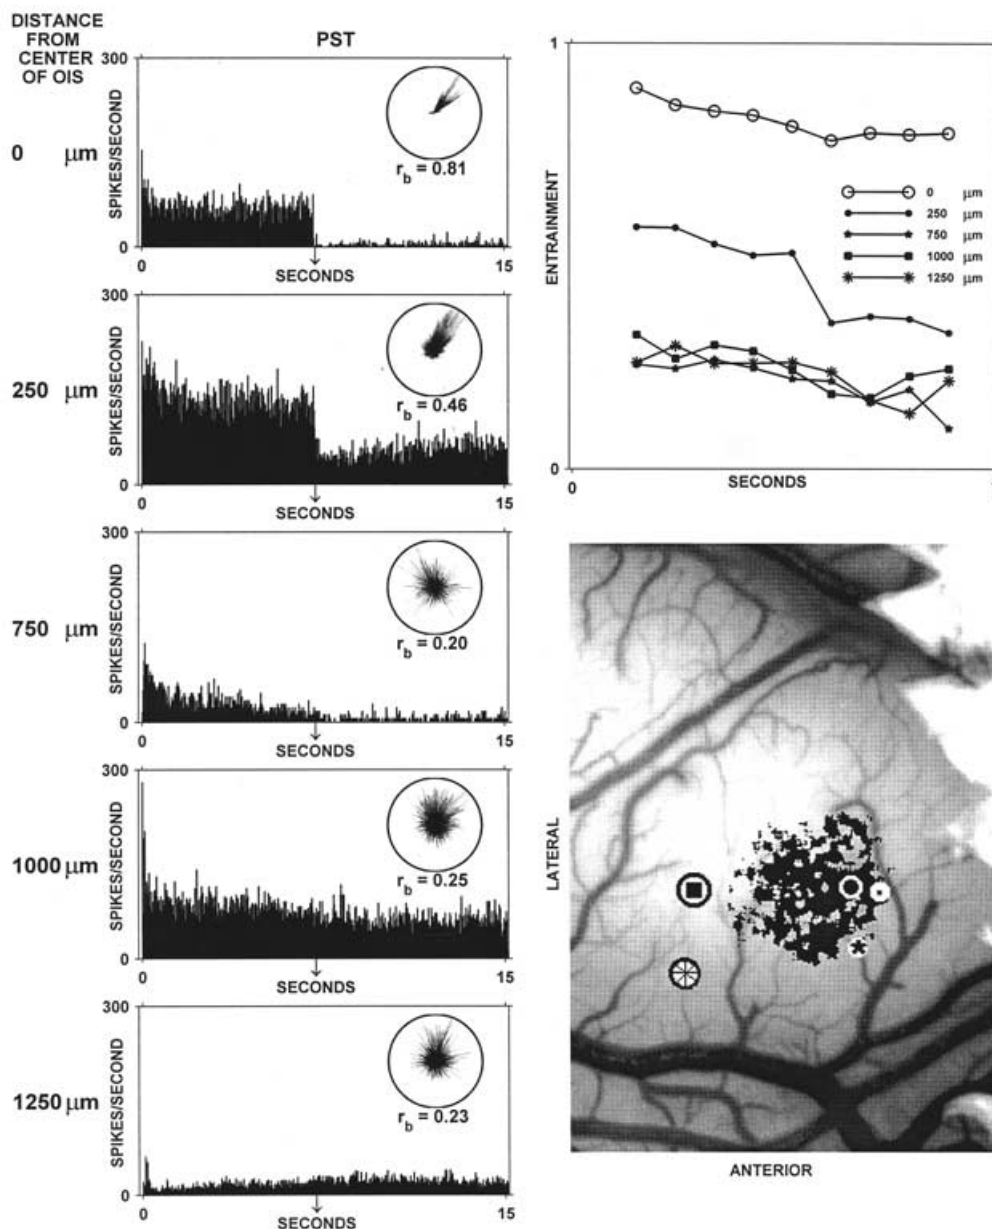 DISTANCE
FROM
CENTER
OF OIS
PST
300
SPIKES/SECOND
0 μm
r_b = 0.81
0
0
15
SECONDS
300
SPIKES/SECOND
250 μm
r_b = 0.46
0
0
15
SECONDS
300
SPIKES/SECOND
750 μm
r_b = 0.20
0
0
15
SECONDS
300
SPIKES/SECOND
1000 μm
r_b = 0.25
0
0
15
SECONDS
300
SPIKES/SECOND
1250 μm
r_b = 0.23
0
0
15
SECONDS
1
ENTRAINMENT
0 μm
250 μm
750 μm
1000 μm
1250 μm
0
0
SECONDS
LATERAL
ANTERIOR